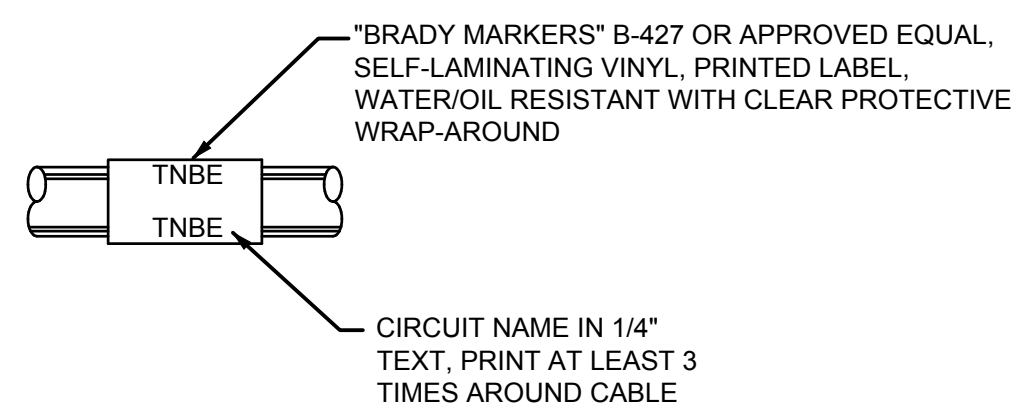 "BRADY MARKERS" B-427 OR APPROVED EQUAL,
SELF-LAMINATING VINYL, PRINTED LABEL,
WATER/OIL RESISTANT WITH CLEAR PROTECTIVE
WRAP-AROUND
TNBE
TNBE
CIRCUIT NAME IN 1/4"
TEXT, PRINT AT LEAST 3
TIMES AROUND CABLE